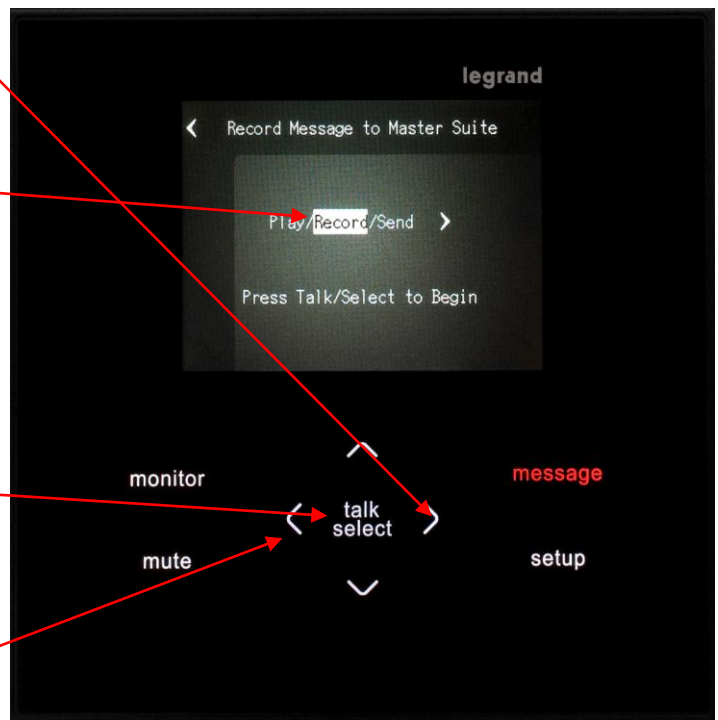 legrand
Record Message to Master Suite
Play/Record/Send
Press Talk/Select to Begin
monitor
message
talk
select
mute
setup